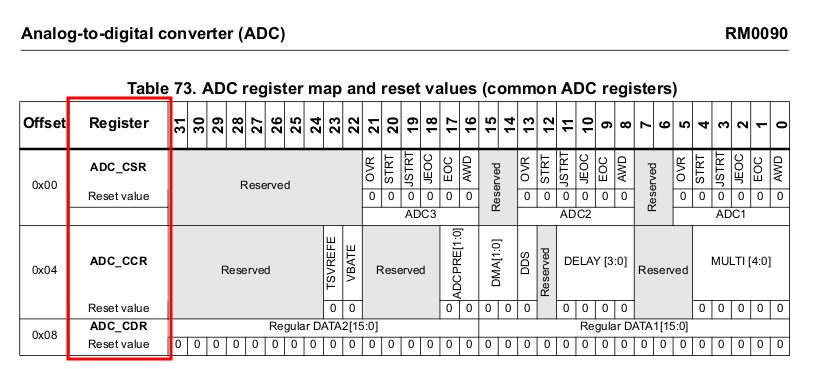 Analog-to-digital converter (ADC) RM0090
Table 73. ADC register map and reset values (common ADC registers)
Offset Register 31 30 29 28 27 26 25 24 23 22 21 20 19 18 17 16 15 14 13 12 11 10 9 8 7 6 5 4 3 2 1 0
0x00 ADC_CSR Reserved OVR STRT JSTRT JEOC EOC AWD Reserved OVR STRT JSTRT JEOC EOC AWD Reserved OVR STRT JSTRT JEOC EOC AWD
Reset value 0 0 0 0 0 0 0 0 0 0 0 0 0 0 0 0 0 0
ADC3 ADC2 ADC1
0x04 ADC_CCR Reserved TSVREFE VBATE Reserved ADCPRE[1:0] DMA[1:0] DDS Reserved DELAY [3:0] Reserved MULTI [4:0]
Reset value 0 0 0 0 0 0 0 0 0 0 0 0 0 0 0 0
0x08 ADC_CDR Regular DATA2[15:0] Regular DATA1[15:0]
Reset value 0 0 0 0 0 0 0 0 0 0 0 0 0 0 0 0 0 0 0 0 0 0 0 0 0 0 0 0 0 0 0 0